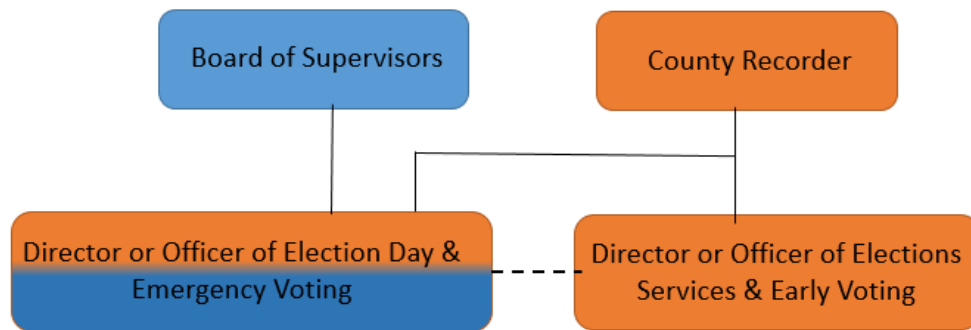 Board of Supervisors
County Recorder
Director or Officer of Election Day &
Emergency Voting
Director or Officer of Elections
Services & Early Voting